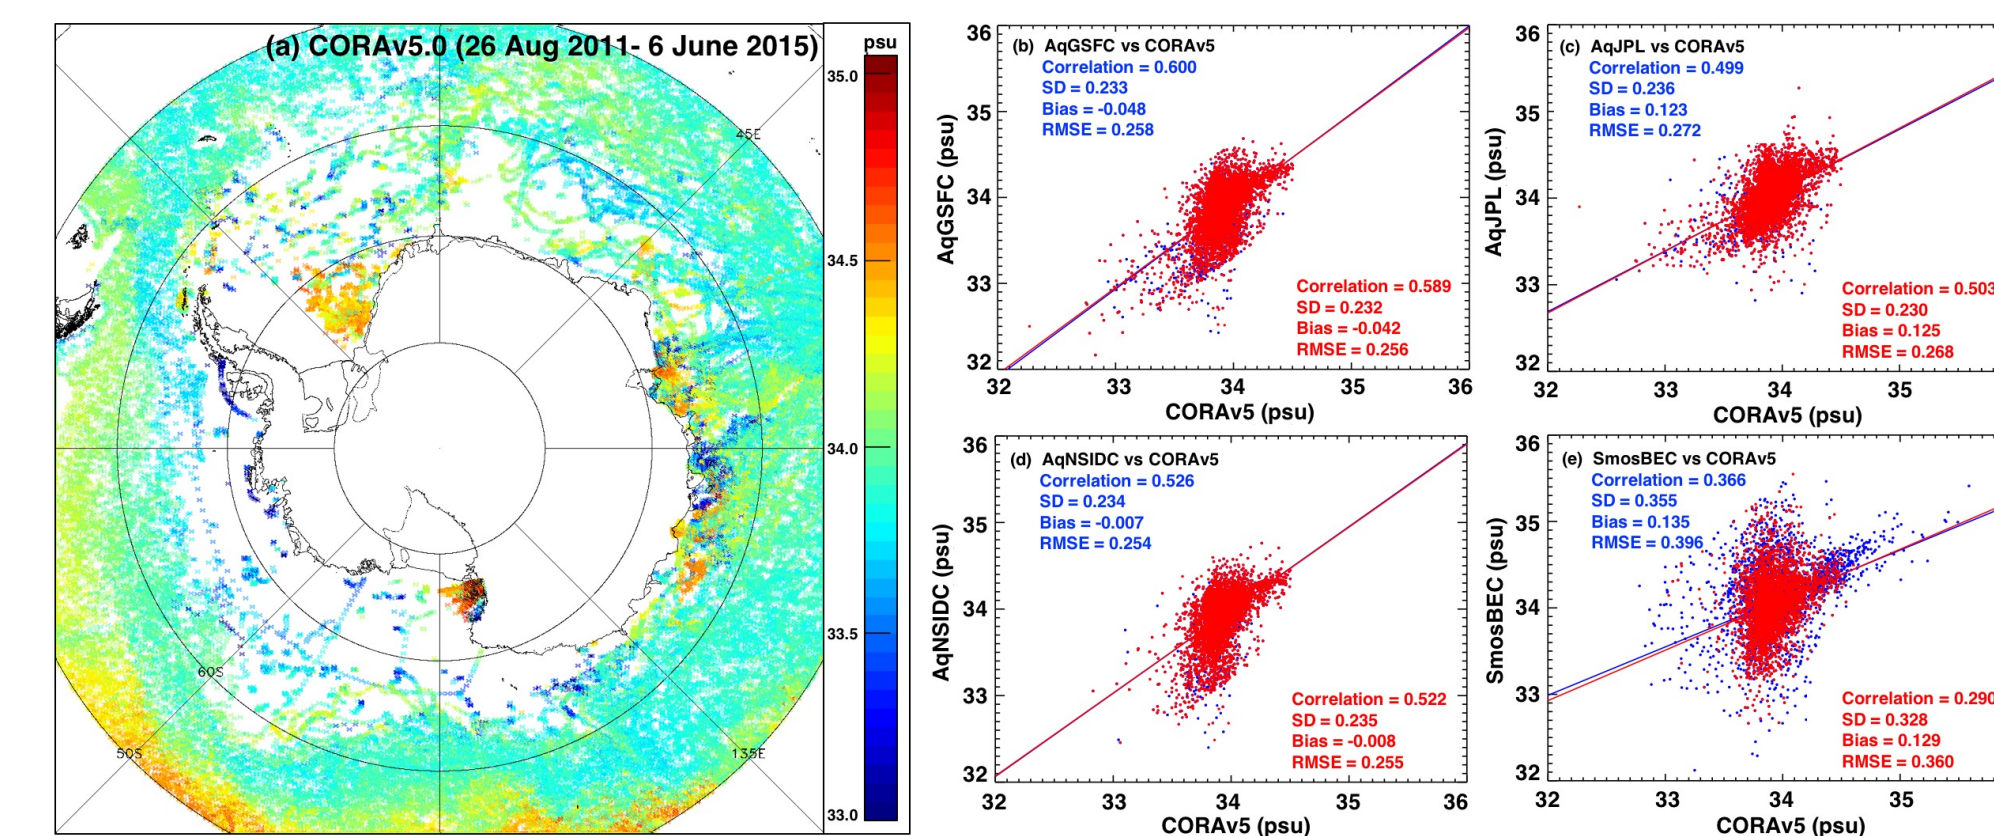 (a) CORAv5.0 (26 Aug 2011- 6 June 2015)
psu
35.0
34.5
34.0
33.5
33.0
45E
60S
50S
135E
(b) AqGSFC vs CORAv5
Correlation = 0.600
SD = 0.233
Bias = -0.048
RMSE = 0.258
Correlation = 0.589
SD = 0.232
Bias = -0.042
RMSE = 0.256
AqGSFC (psu)
36
35
34
33
32
32 33 34 35 36
CORAv5 (psu)
(c) AqJPL vs CORAv5
Correlation = 0.499
SD = 0.236
Bias = 0.123
RMSE = 0.272
Correlation = 0.503
SD = 0.230
Bias = 0.125
RMSE = 0.268
AqJPL (psu)
36
35
34
33
32
32 33 34 35
CORAv5 (psu)
(d) AqNSIDC vs CORAv5
Correlation = 0.526
SD = 0.234
Bias = -0.007
RMSE = 0.254
Correlation = 0.522
SD = 0.235
Bias = -0.008
RMSE = 0.255
AqNSIDC (psu)
36
35
34
33
32
32 33 34 35 36
CORAv5 (psu)
(e) SmosBEC vs CORAv5
Correlation = 0.366
SD = 0.355
Bias = 0.135
RMSE = 0.396
Correlation = 0.290
SD = 0.328
Bias = 0.129
RMSE = 0.360
SmosBEC (psu)
36
35
34
33
32
32 33 34 35
CORAv5 (psu)